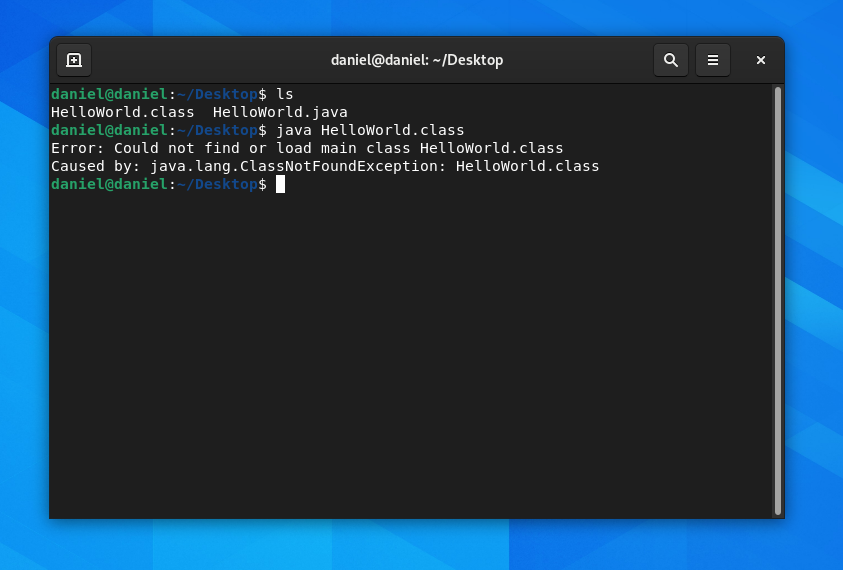 daniel@daniel: ~/Desktop
daniel@daniel:~/Desktop$ ls
HelloWorld.class  HelloWorld.java
daniel@daniel:~/Desktop$ java HelloWorld.class
Error: Could not find or load main class HelloWorld.class
Caused by: java.lang.ClassNotFoundException: HelloWorld.class
daniel@daniel:~/Desktop$